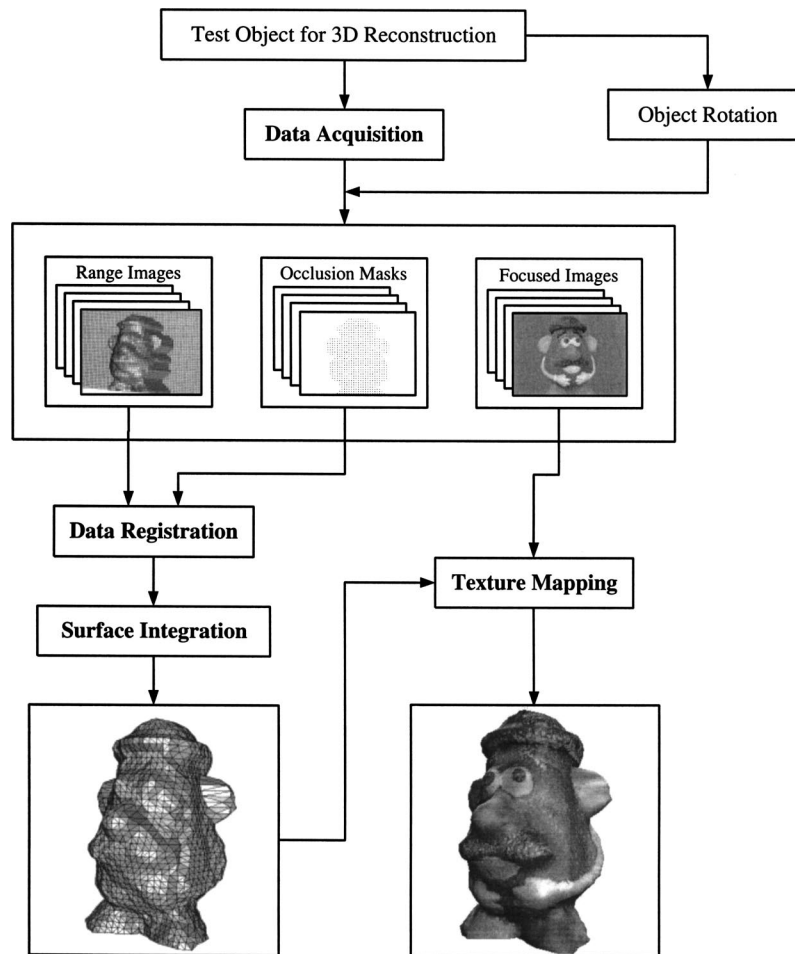 Test Object for 3D Reconstruction
Object Rotation
Data Acquisition
Range Images
Occlusion Masks
Focused Images
Data Registration
Texture Mapping
Surface Integration